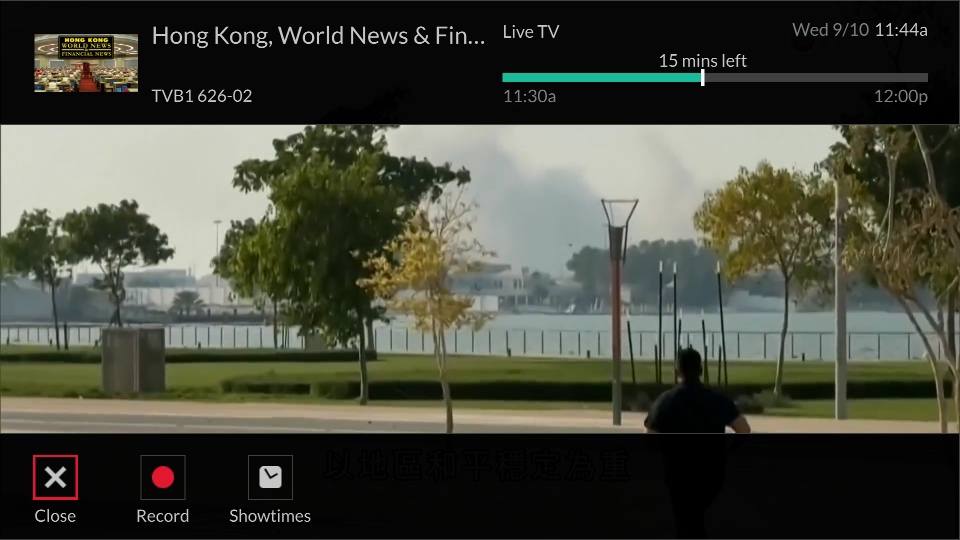 HONG KONG
WORLD NEWS
&
FINANCIAL NEWS
Hong Kong, World News & Fin...
TVB1 626-02
Live TV
Wed 9/10 11:44a
15 mins left
11:30a
12:00p
以地區和平穩定為重
Close
Record
Showtimes